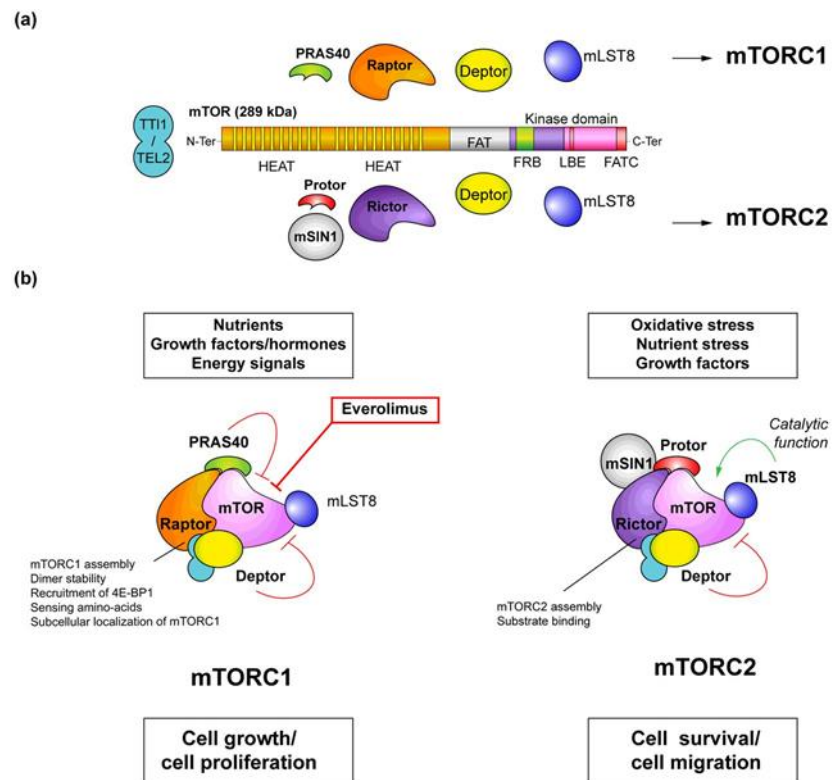 (a)
PRAS40
Raptor
Deptor
mLST8
mTORC1
TTI1
/
TEL2
mTOR (289 kDa)
Kinase domain
N-Ter
FAT
C-Ter
HEAT
HEAT
FRB
LBE
FATC
Protor
mSIN1
Rictor
Deptor
mLST8
mTORC2
(b)
Nutrients
Growth factors/hormones
Energy signals
Everolimus
PRAS40
mTOR
mLST8
Raptor
Deptor
mTORC1 assembly
Dimer stability
Recruitment of 4E-BP1
Sensing amino-acids
Subcellular localization of mTORC1
mTORC1
Cell growth/
cell proliferation
Oxidative stress
Nutrient stress
Growth factors
Catalytic
function
Protor
mSIN1
mLST8
mTOR
Rictor
Deptor
mTORC2 assembly
Substrate binding
mTORC2
Cell survival/
cell migration